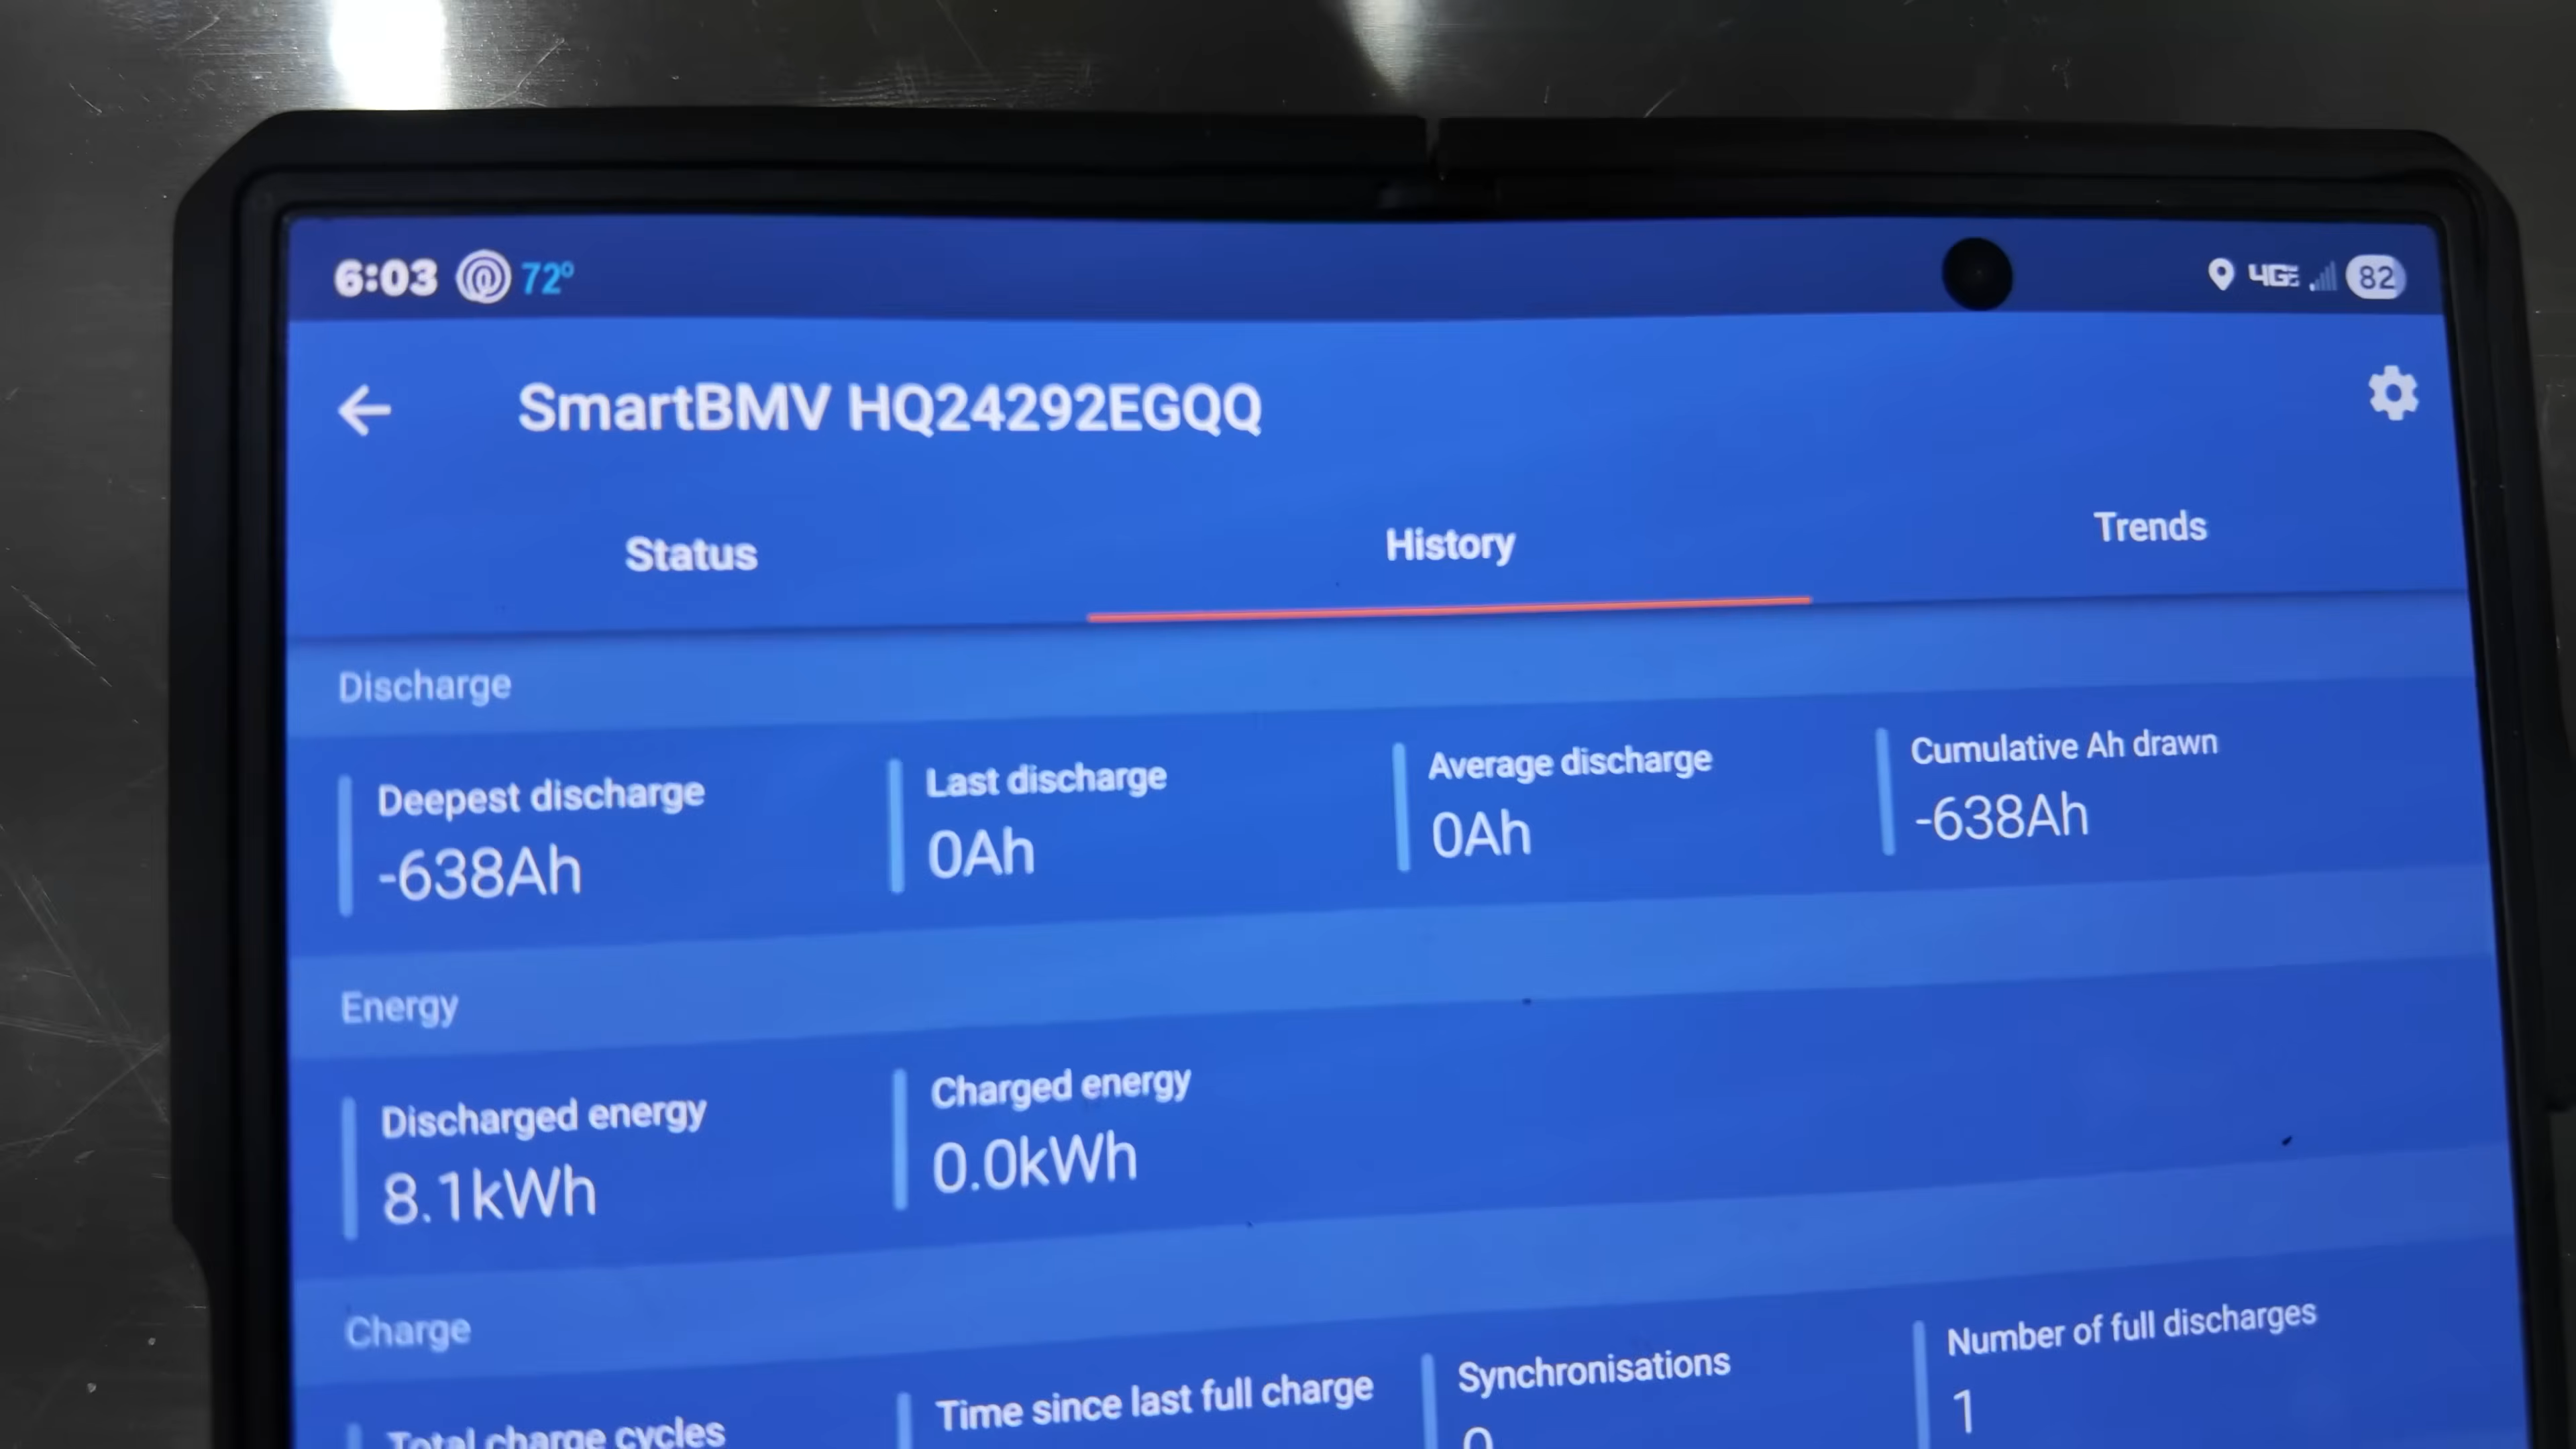 6:03 72° 4GE 82
SmartBMV HQ24292EGQQ
Status History Trends
Discharge
Deepest discharge Last discharge Average discharge Cumulative Ah drawn
-638Ah 0Ah 0Ah -638Ah
Energy
Discharged energy Charged energy
8.1kWh 0.0kWh
Charge
Total charge cycles Time since last full charge Synchronisations Number of full discharges
0 1